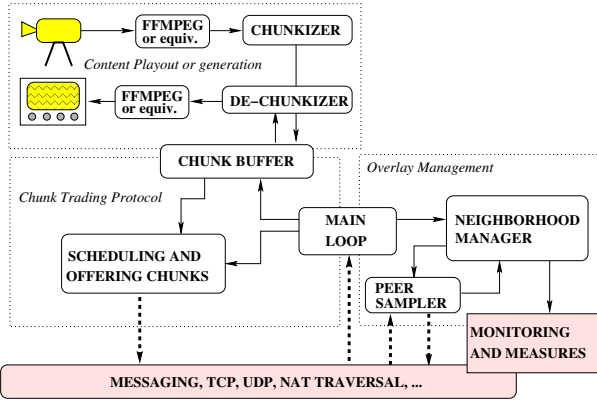 FFMPEG
or equiv.
CHUNKIZER
Content Playout or generation
FFMPEG
or equiv.
DE-CHUNKIZER
CHUNK BUFFER
Overlay Management
Chunk Trading Protocol
MAIN
LOOP
NEIGHBORHOOD
MANAGER
SCHEDULING AND
OFFERING CHUNKS
PEER
SAMPLER
MONITORING
AND MEASURES
MESSAGING, TCP, UDP, NAT TRAVERSAL, ...